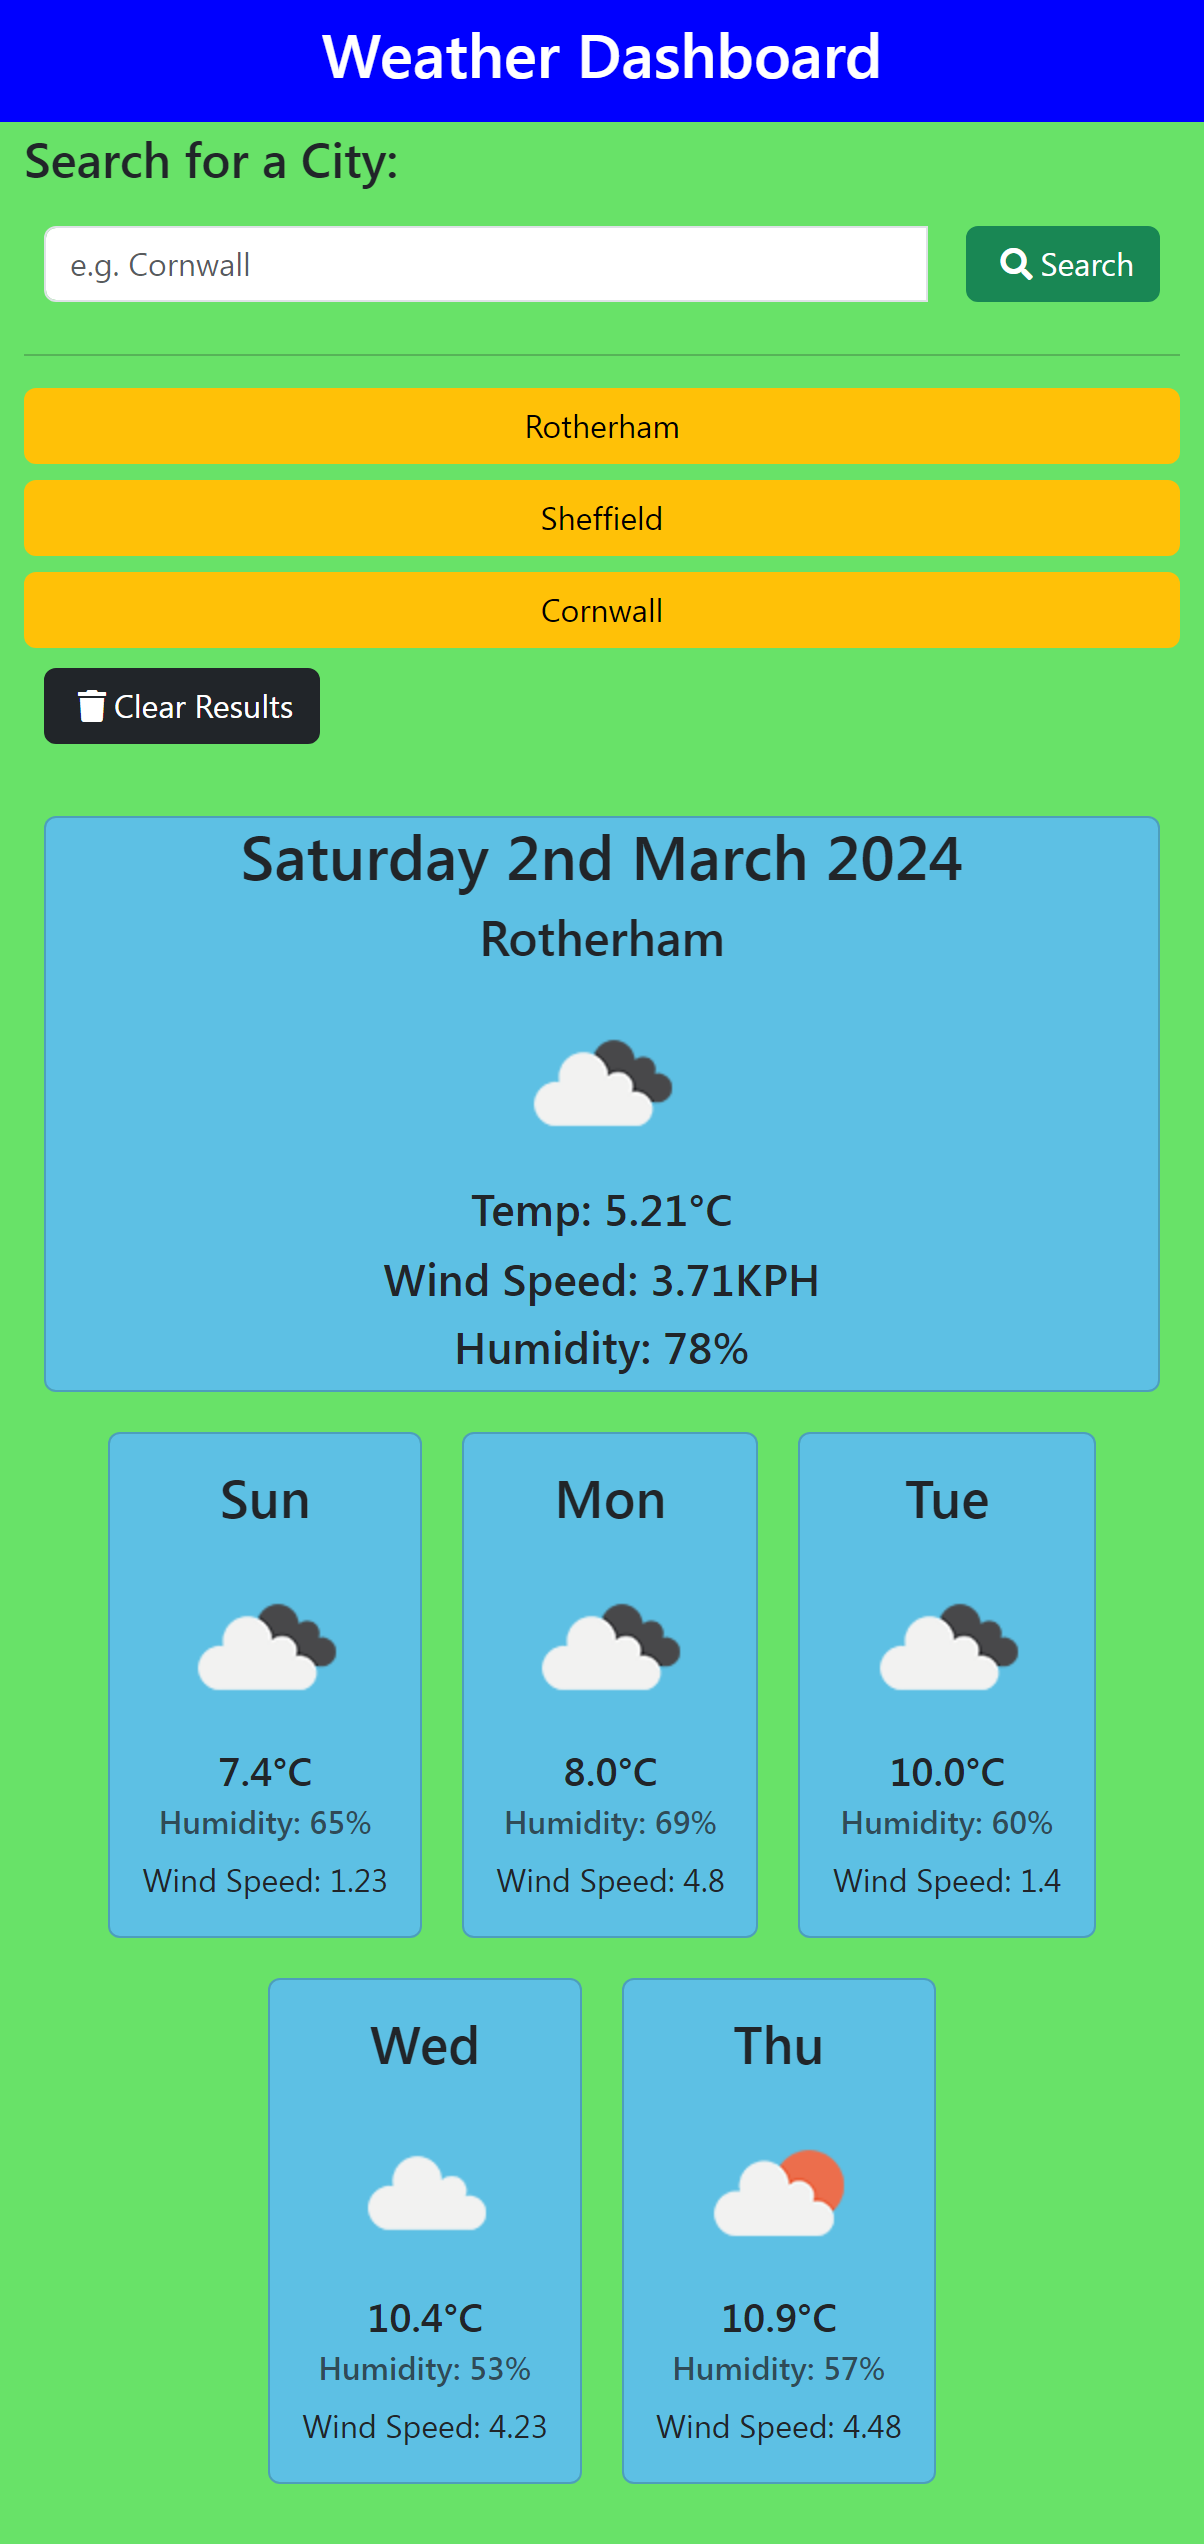 Weather Dashboard
Search for a City:
e.g. Cornwall
Search
Rotherham
Sheffield
Cornwall
Clear Results
Saturday 2nd March 2024
Rotherham
Temp: 5.21°C
Wind Speed: 3.71KPH
Humidity: 78%
Sun
7.4°C
Humidity: 65%
Wind Speed: 1.23
Mon
8.0°C
Humidity: 69%
Wind Speed: 4.8
Tue
10.0°C
Humidity: 60%
Wind Speed: 1.4
Wed
10.4°C
Humidity: 53%
Wind Speed: 4.23
Thu
10.9°C
Humidity: 57%
Wind Speed: 4.48